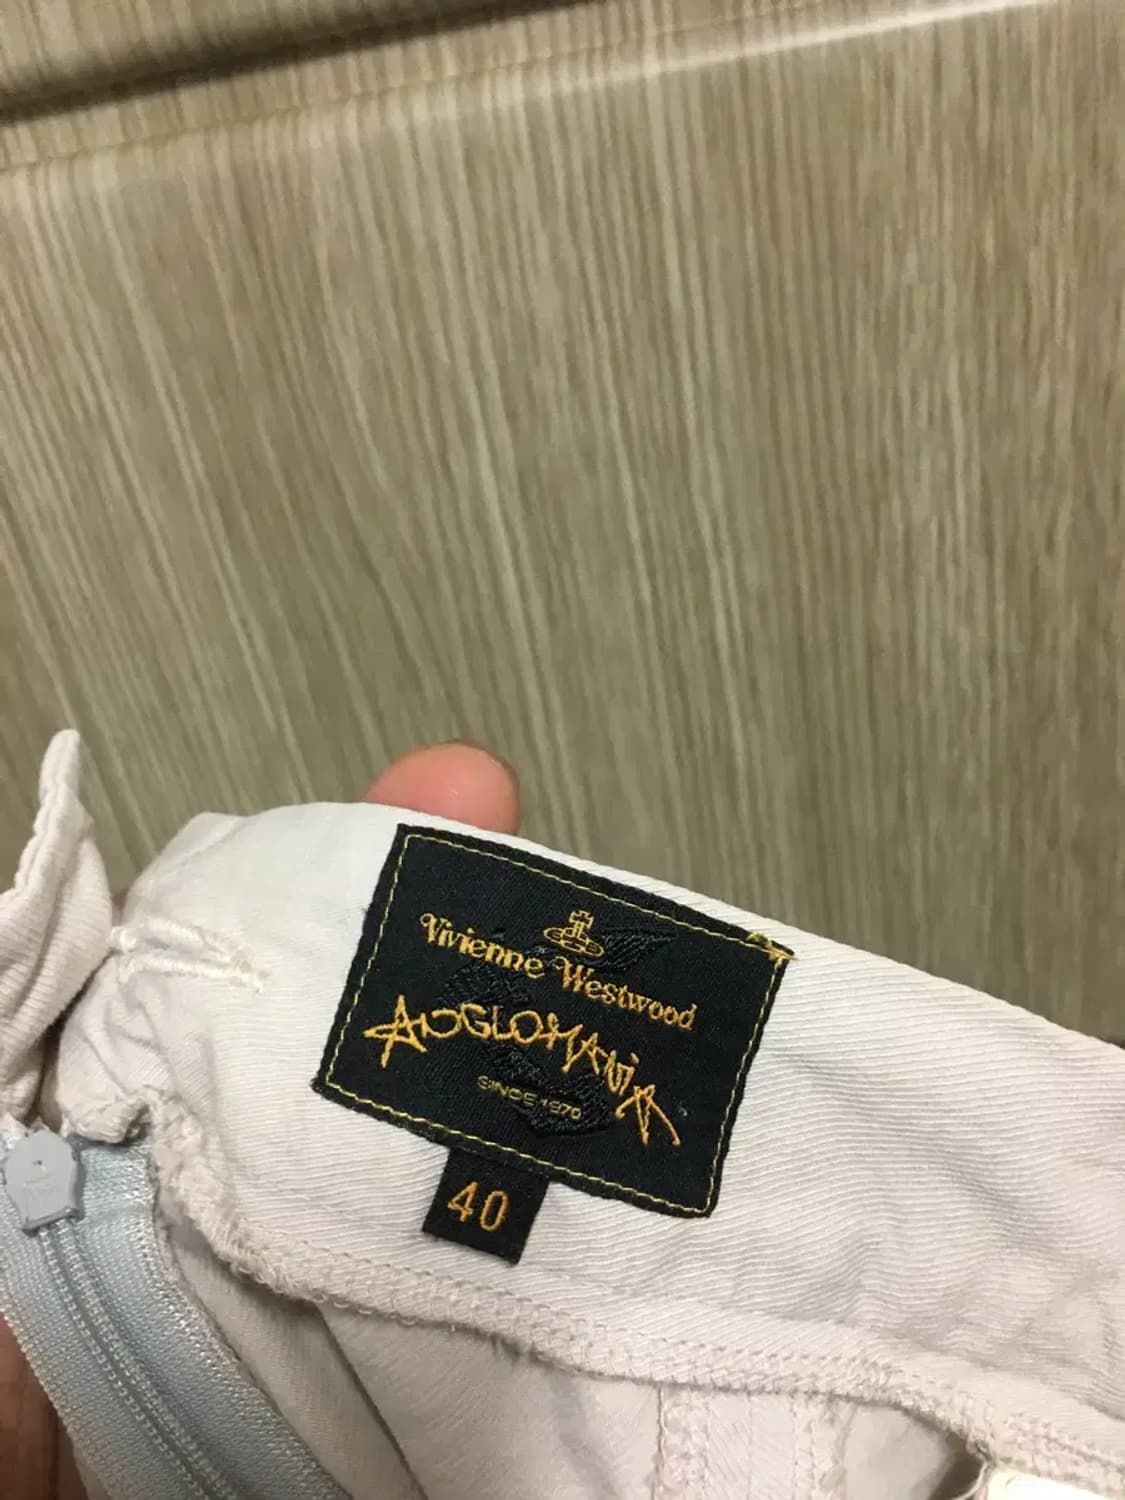 Vivienne Westwood
ANGLOMANIA
SINCE 1970
40